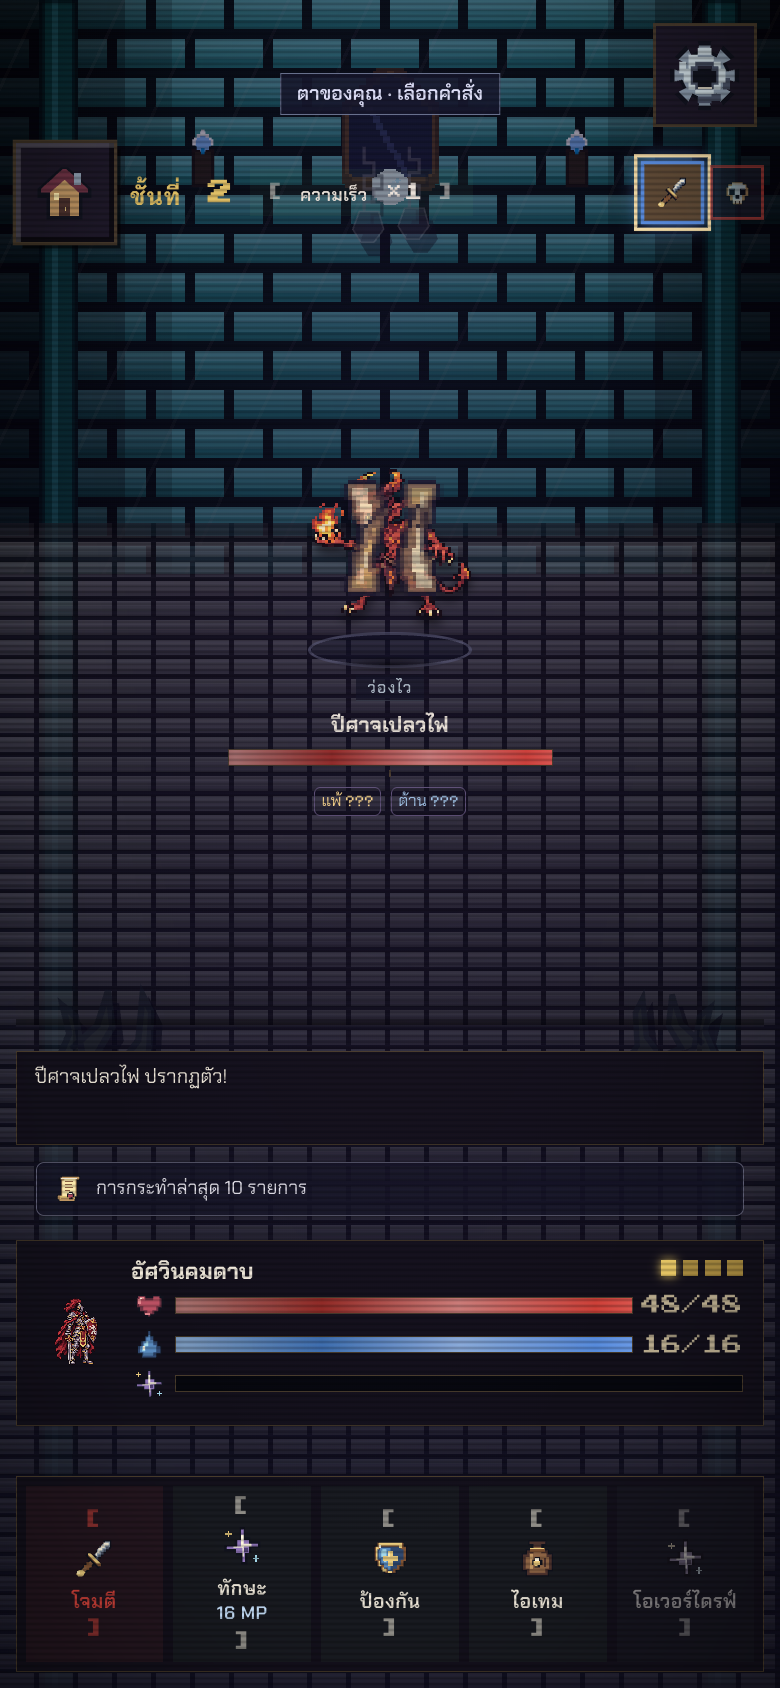 ตาของคุณ · เลือกคำสั่ง
ชั้นที่ 2 [ ความเร็ว ×1 ]
ว่องไว
ปีศาจเปลวไฟ
แพ้ ??? ต้าน ???
ปีศาจเปลวไฟ ปรากฏตัว!
การกระทำล่าสุด 10 รายการ
อัศวินคมดาบ
48/48
16/16
[ โจมตี ]
[ ทักษะ 16 MP ]
[ ป้องกัน ]
[ ไอเทม ]
[ โอเวอร์ไดรฟ์ ]